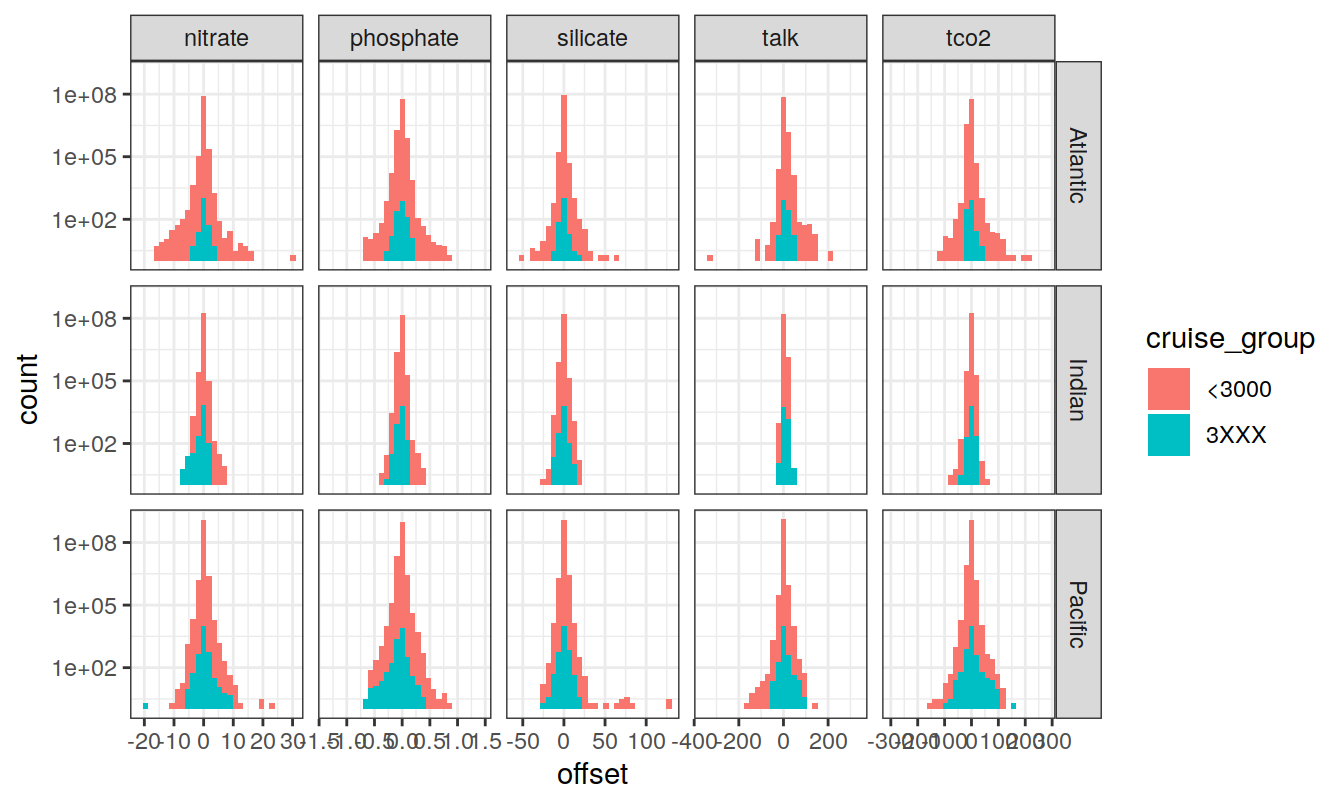 nitrate phosphate silicate talk tco2
1e+08
1e+05
1e+02
Atlantic
1e+08
1e+05
1e+02
Indian
1e+08
1e+05
1e+02
Pacific
count
-20 -10 0 10 20 30 -1.5 -1.0 -0.5 0.0 0.5 1.0 1.5 -50 0 50 100 -400 -200 0 200 -300 -200 -100 0 100 200 300
offset
cruise_group
<3000
3XXX